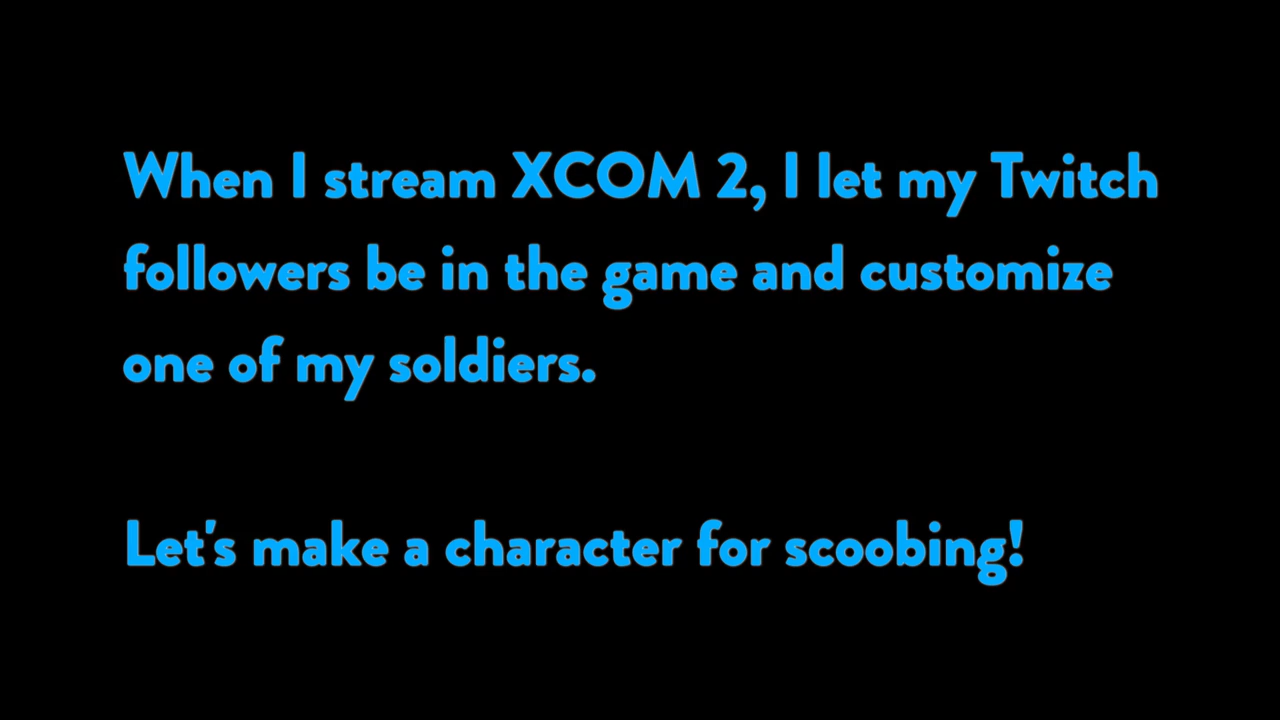 When I stream XCOM 2, I let my Twitch
followers be in the game and customize
one of my soldiers.
Let's make a character for scoobing!